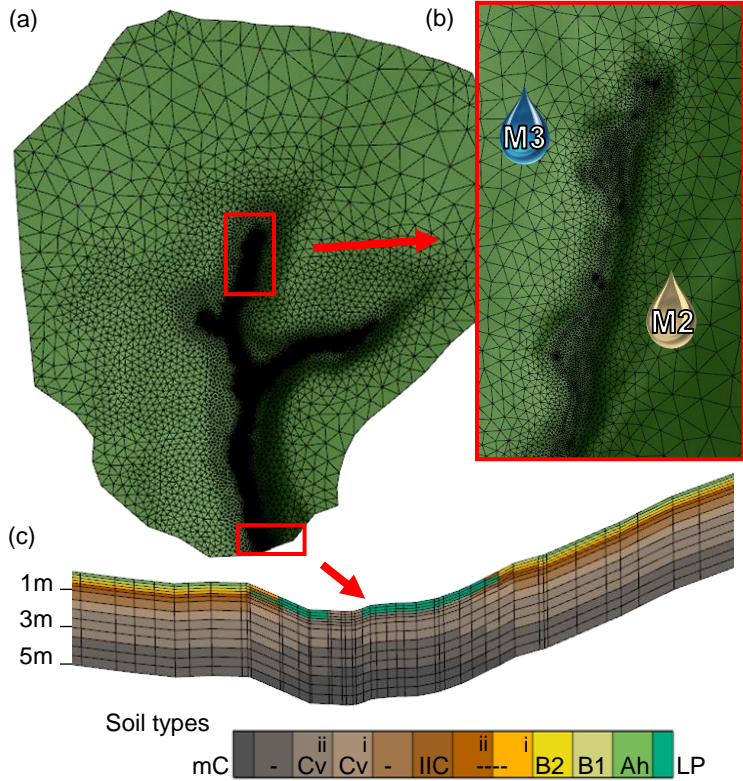 (a)
(b)
M3
M2
(c)
1m
3m
5m
Soil types
ii i ii i
mC - Cv Cv - IIC ---- B2 B1 Ah LP